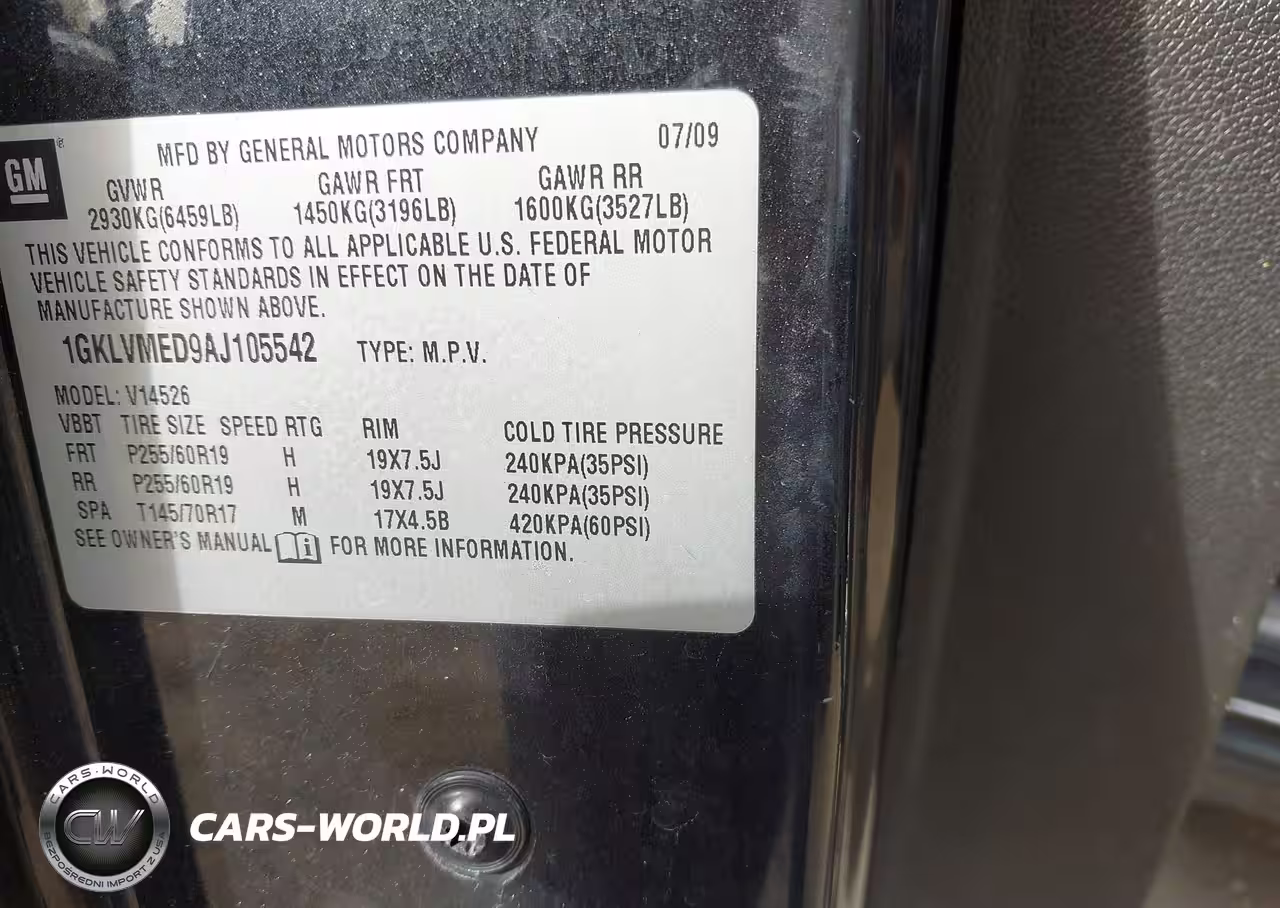 GM
MFD BY GENERAL MOTORS COMPANY 07/09
GVWR GAWR FRT GAWR RR
2930KG(6459LB) 1450KG(3196LB) 1600KG(3527LB)
THIS VEHICLE CONFORMS TO ALL APPLICABLE U.S. FEDERAL MOTOR
VEHICLE SAFETY STANDARDS IN EFFECT ON THE DATE OF
MANUFACTURE SHOWN ABOVE.
1GKLVMED9AJ105542 TYPE: M.P.V.
MODEL: V14526
VBBT TIRE SIZE SPEED RTG RIM COLD TIRE PRESSURE
FRT P255/60R19 H 19X7.5J 240KPA(35PSI)
RR P255/60R19 H 19X7.5J 240KPA(35PSI)
SPA T145/70R17 M 17X4.5B 420KPA(60PSI)
SEE OWNER'S MANUAL i FOR MORE INFORMATION.
CARS-WORLD
CW
BEZPOŚREDNI IMPORT Z USA
CARS-WORLD.PL